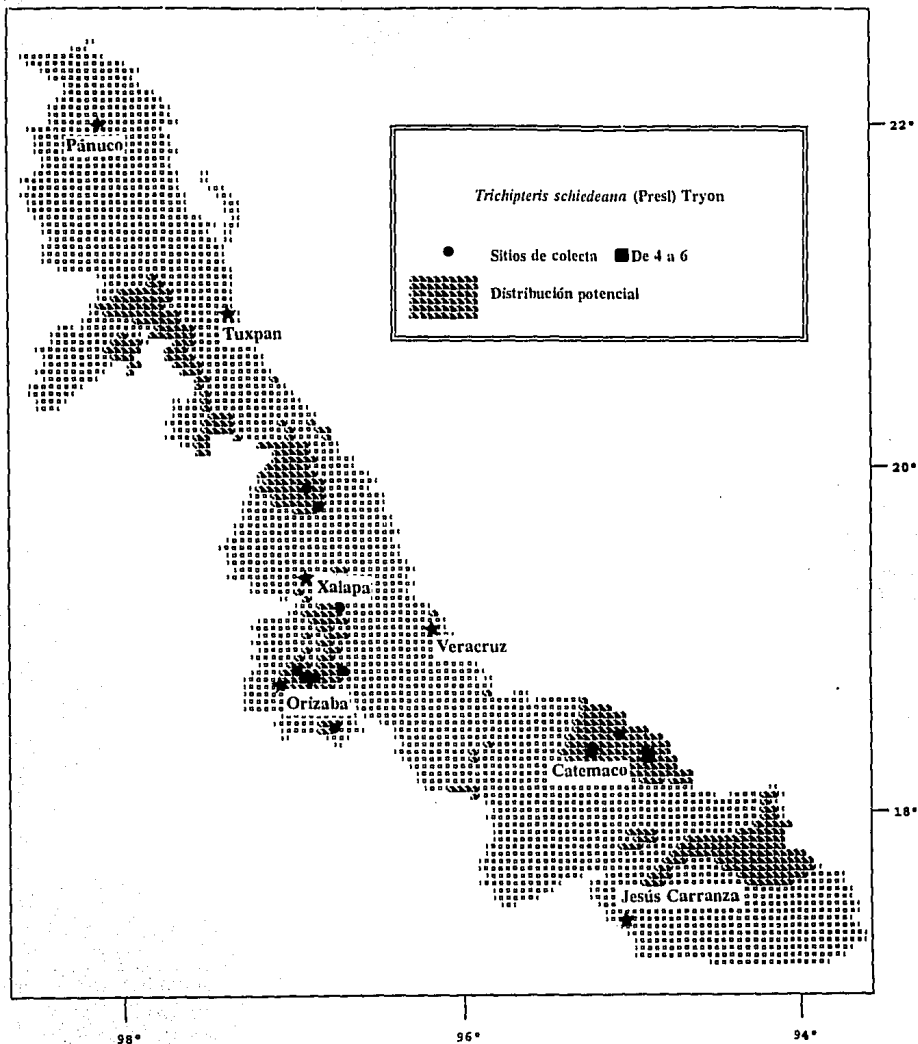 22°
Pánuco
Trichipteris schiedeana (Presl) Tryon
Sitios de colecta De 4 a 6
Distribución potencial
Tuxpan
20°
Xalapa
Veracruz
Orizaba
Catemaco
18°
Jesús Carranza
98° 96° 94°